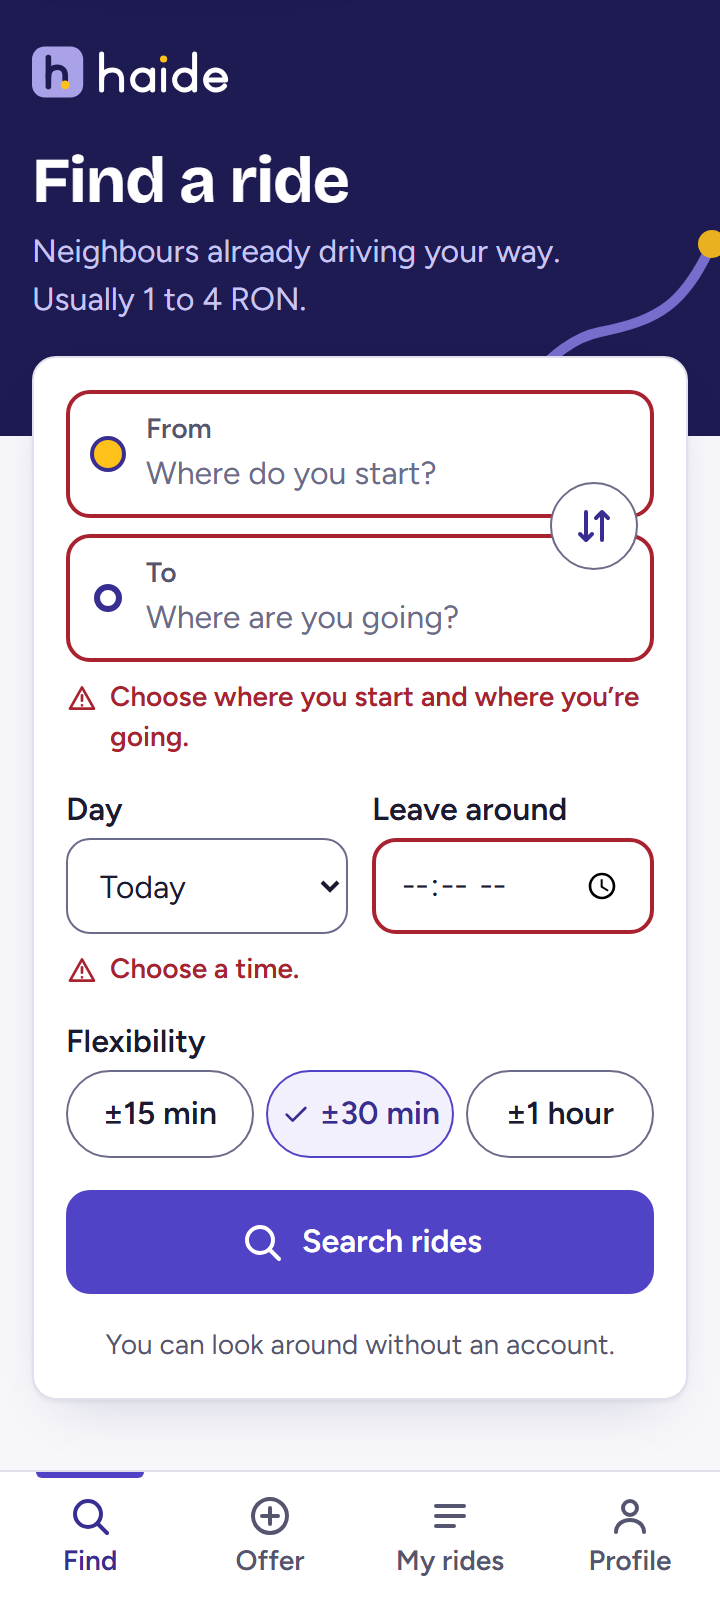 h.
haide
Find a ride
Neighbours already driving your way.
Usually 1 to 4 RON.
From
Where do you start?
To
Where are you going?
Choose where you start and where you’re
going.
Day
Leave around
Today
--:-- --
Choose a time.
Flexibility
±15 min
±30 min
±1 hour
Search rides
You can look around without an account.
Find
Offer
My rides
Profile